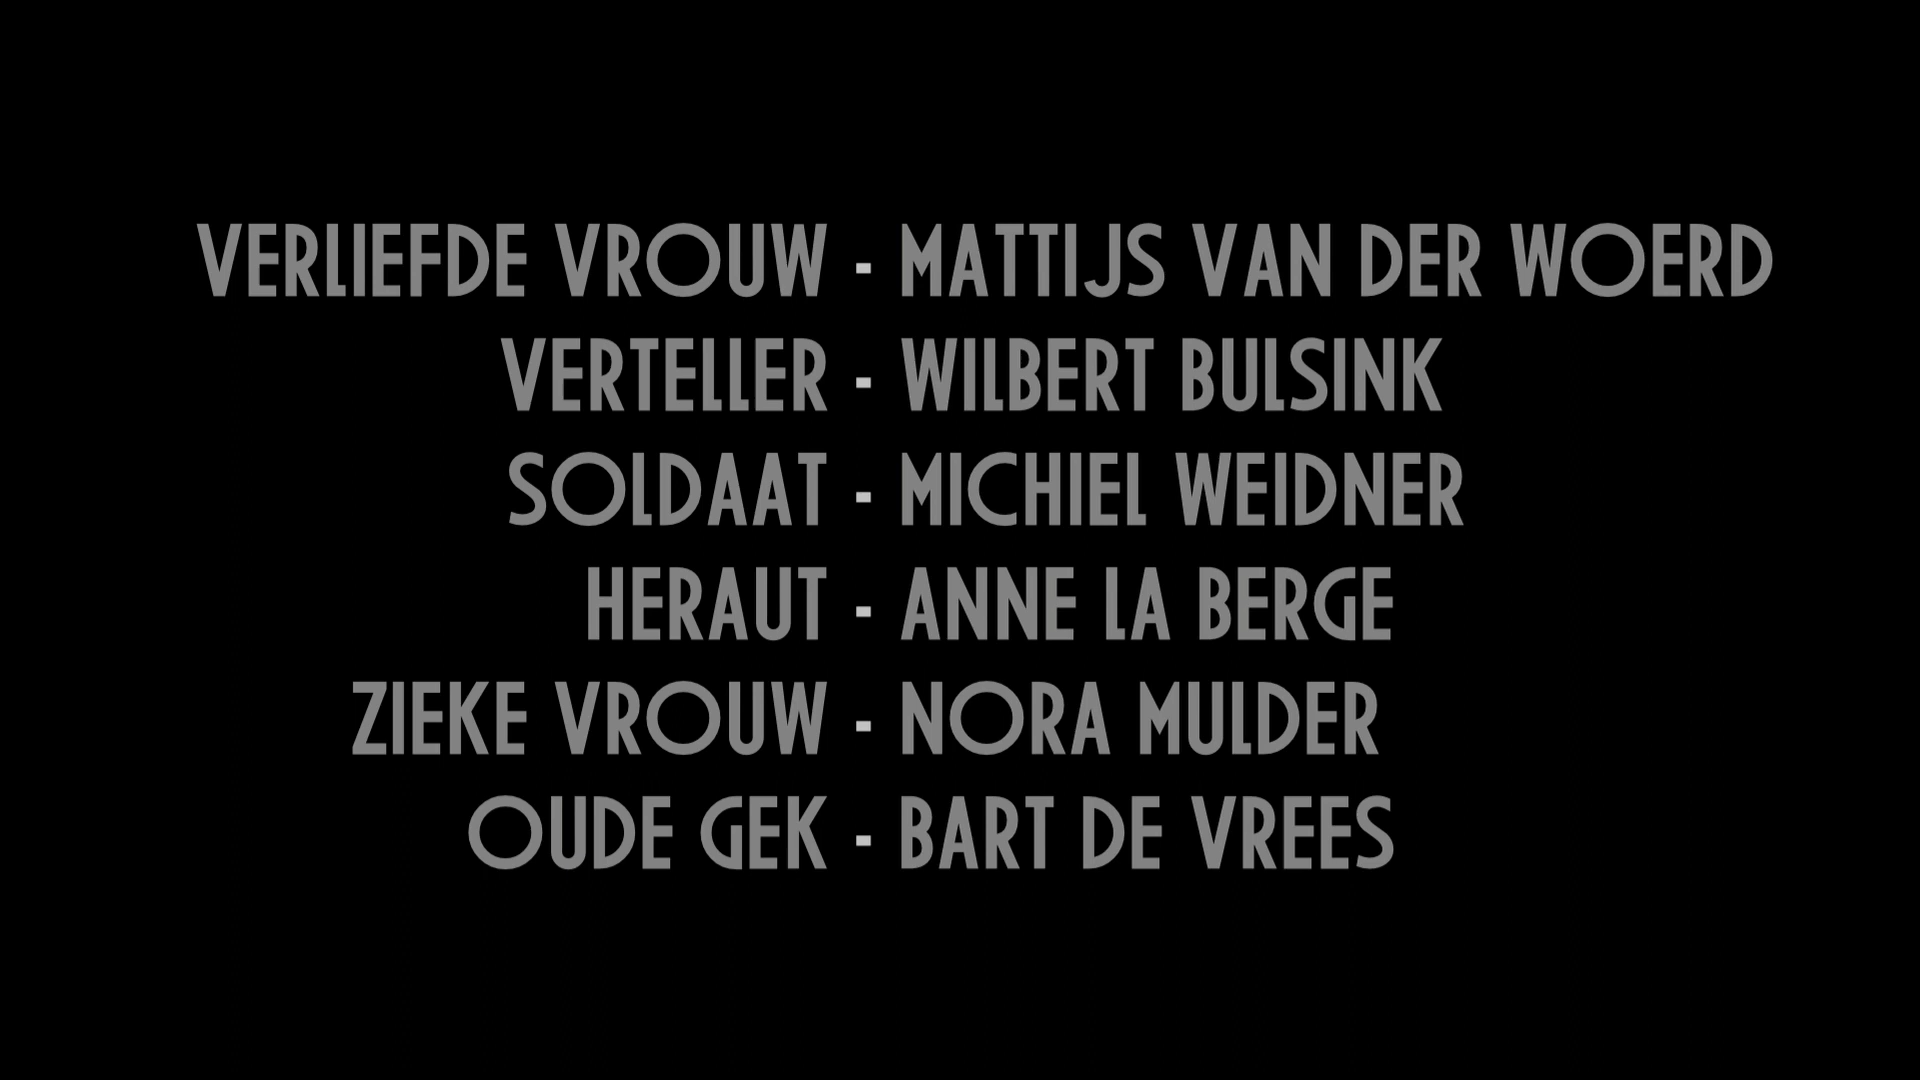 VERLIEFDE VROUW - MATTIJS VAN DER WOERD
VERTELLER - WILBERT BULSINK
SOLDAAT - MICHIEL WEIDNER
HERAUT - ANNE LA BERGE
ZIEKE VROUW - NORA MULDER
OUDE GEK - BART DE VREES